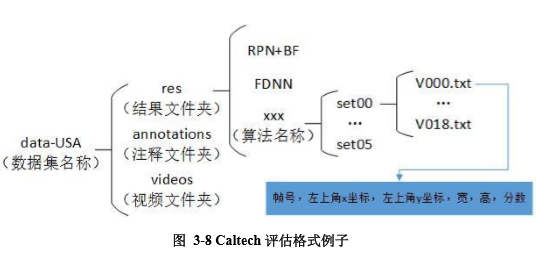 data-USA
（数据集名称）
res
（结果文件夹）
annotations
（注释文件夹）
videos
（视频文件夹）
RPN+BF
FDNN
xxx
（算法名称）
set00
...
set05
V000.txt
...
V018.txt
帧号，左上角x坐标，左上角y坐标，宽，高，分数
图 3-8 Caltech 评估格式例子